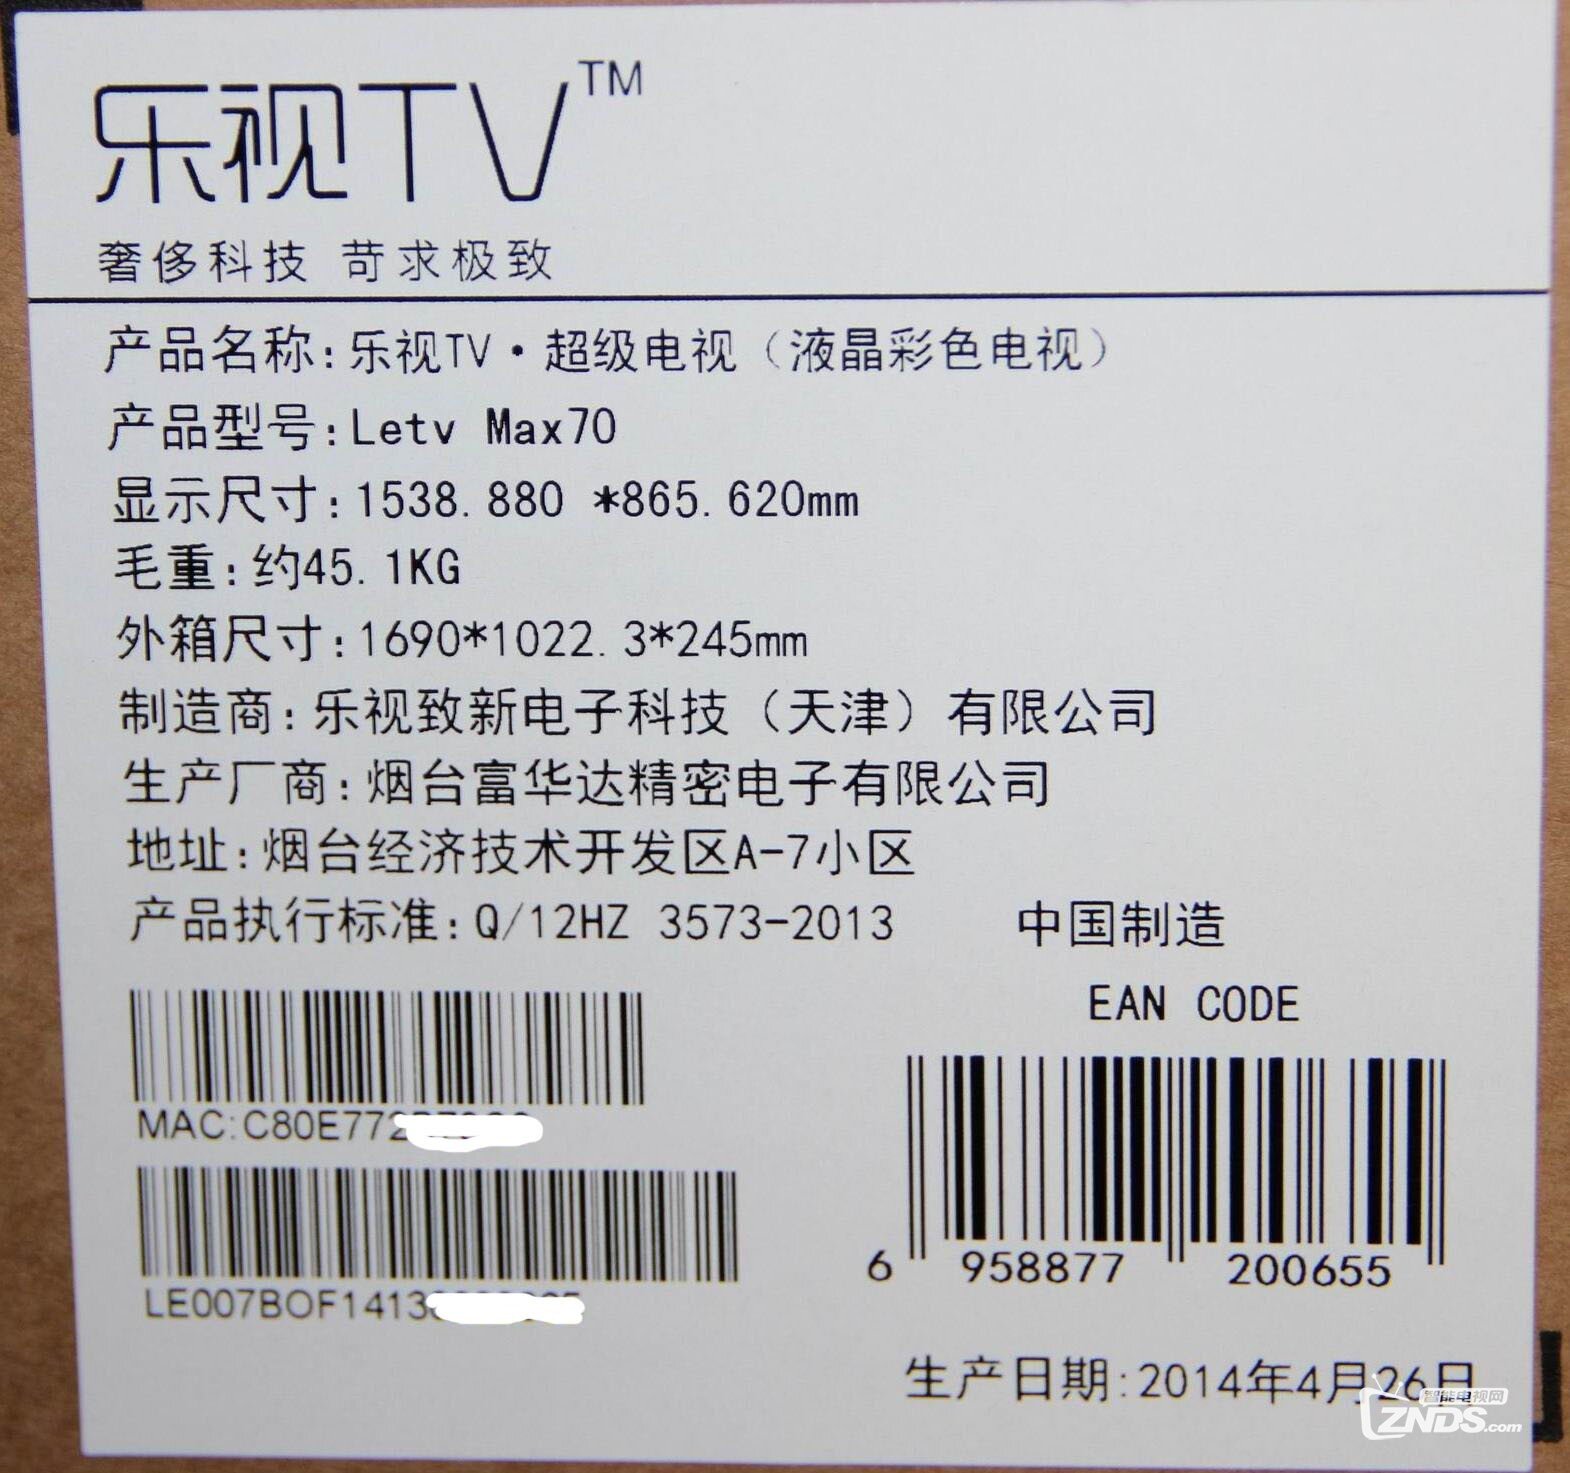 乐视TV™
奢侈科技 苛求极致
产品名称:乐视TV·超级电视（液晶彩色电视）
产品型号:Letv Max70
显示尺寸:1538.880 *865.620mm
毛重:约45.1KG
外箱尺寸:1690*1022.3*245mm
制造商:乐视致新电子科技（天津）有限公司
生产厂商:烟台富华达精密电子有限公司
地址:烟台经济技术开发区A-7小区
产品执行标准:Q/12HZ 3573-2013 中国制造
EAN CODE
MAC:C80E772
6 958877 200655
LE007BOF1413
生产日期:2014年4月26日
智能电视网
ZNDS.com